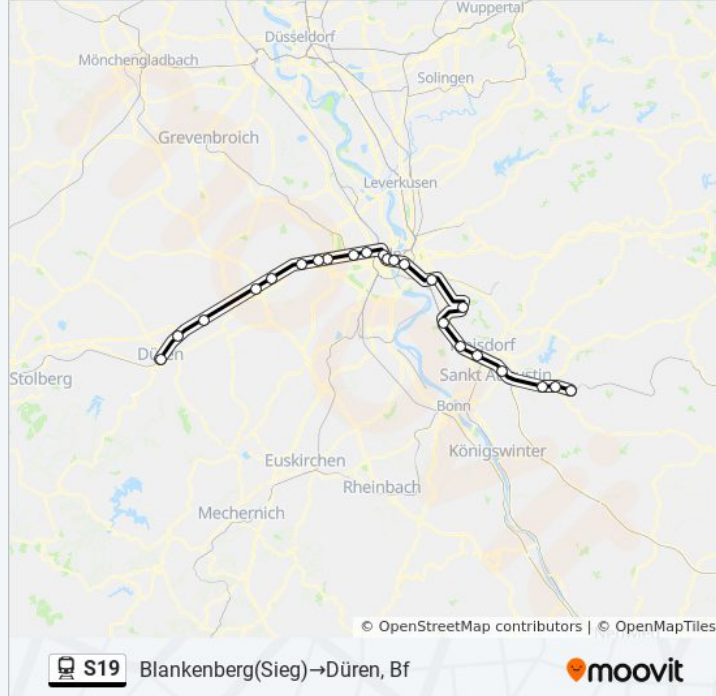 Wuppertal
Düsseldorf
Mönchengladbach
Solingen
Grevenbroich
Leverkusen
Düren
Stolberg
Sankt Augustin
Bonn
Königswinter
Euskirchen
Rheinbach
Mechernich
© OpenStreetMap contributors | © OpenMapTiles
S19 Blankenberg(Sieg)→Düren, Bf
moovit